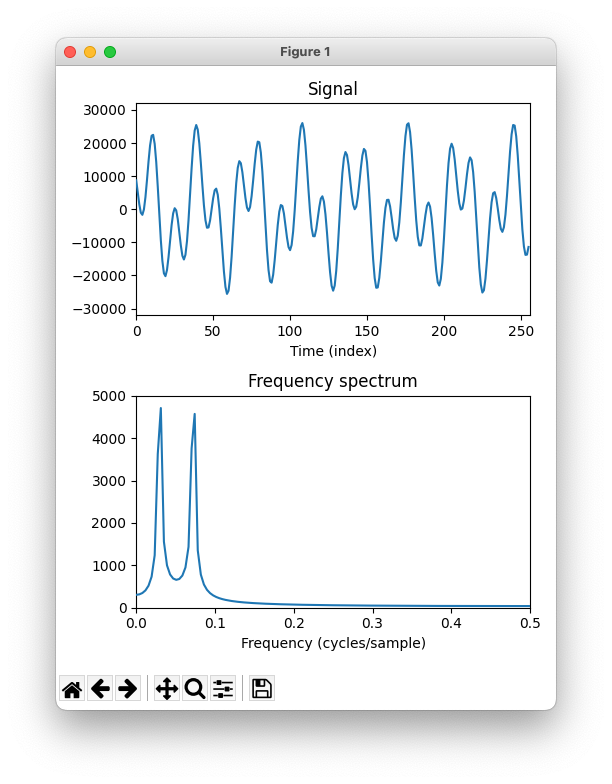 Figure 1
Signal
30000
20000
10000
0
−10000
−20000
−30000
0 50 100 150 200 250
Time (index)
Frequency spectrum
5000
4000
3000
2000
1000
0
0.0 0.1 0.2 0.3 0.4 0.5
Frequency (cycles/sample)